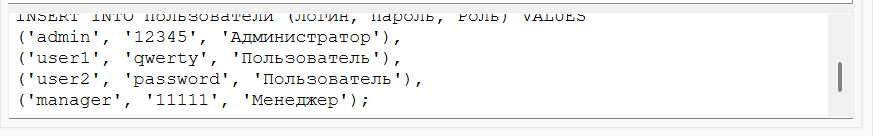 INSERT INTO Пользователи (Логин, Пароль, Роль) VALUES
('admin', '12345', 'Администратор'),
('user1', 'qwerty', 'Пользователь'),
('user2', 'password', 'Пользователь'),
('manager', '11111', 'Менеджер');